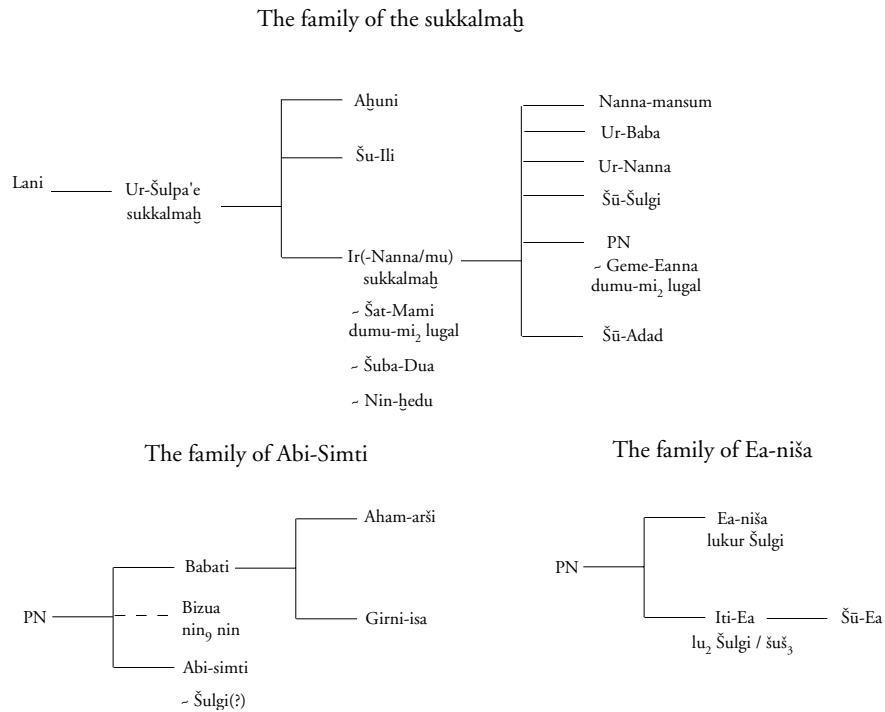 The family of the sukkalmaḫ
Lani
Ur-Šulpa'e
sukkalmaḫ
Aḫuni
Šu-Ili
Ir(-Nanna/mu)
sukkalmaḫ
~ Šat-Mami
dumu-mi₂ lugal
~ Šuba-Dua
~ Nin-ḫedu
Nanna-mansum
Ur-Baba
Ur-Nanna
Šū-Šulgi
PN
~ Geme-Eanna
dumu-mi₂ lugal
Šū-Adad
The family of Abi-Simti
PN
Babati
Bizua
nin₉ nin
Abi-simti
~ Šulgi(?)
Aham-arši
Girni-isa
The family of Ea-niša
PN
Ea-niša
lukur Šulgi
Iti-Ea
lu₂ Šulgi / šuš₃
Šū-Ea